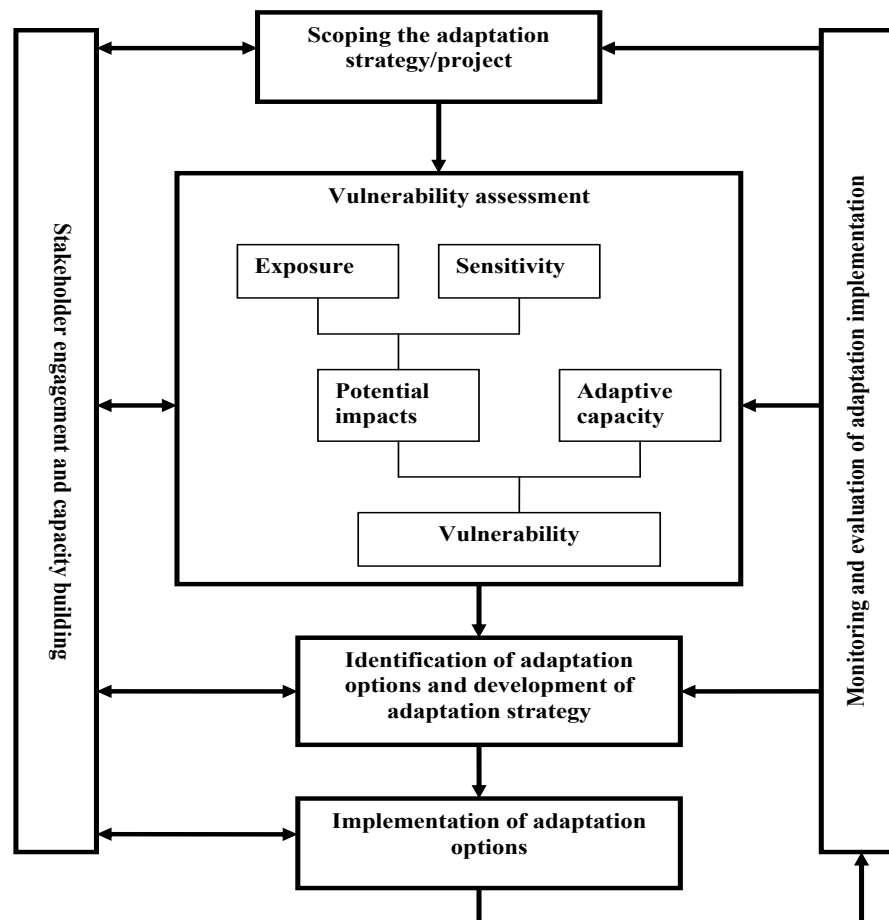 Scoping the adaptation
strategy/project
Stakeholder engagement and capacity building
Vulnerability assessment
Exposure
Sensitivity
Potential
impacts
Adaptive
capacity
Vulnerability
Monitoring and evaluation of adaptation implementation
Identification of adaptation
options and development of
adaptation strategy
Implementation of adaptation
options